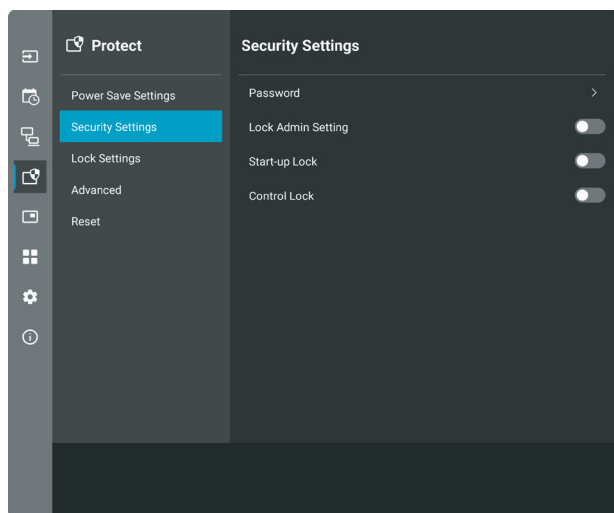 Protect
Power Save Settings
Security Settings
Lock Settings
Advanced
Reset
Security Settings
Password
Lock Admin Setting
Start-up Lock
Control Lock